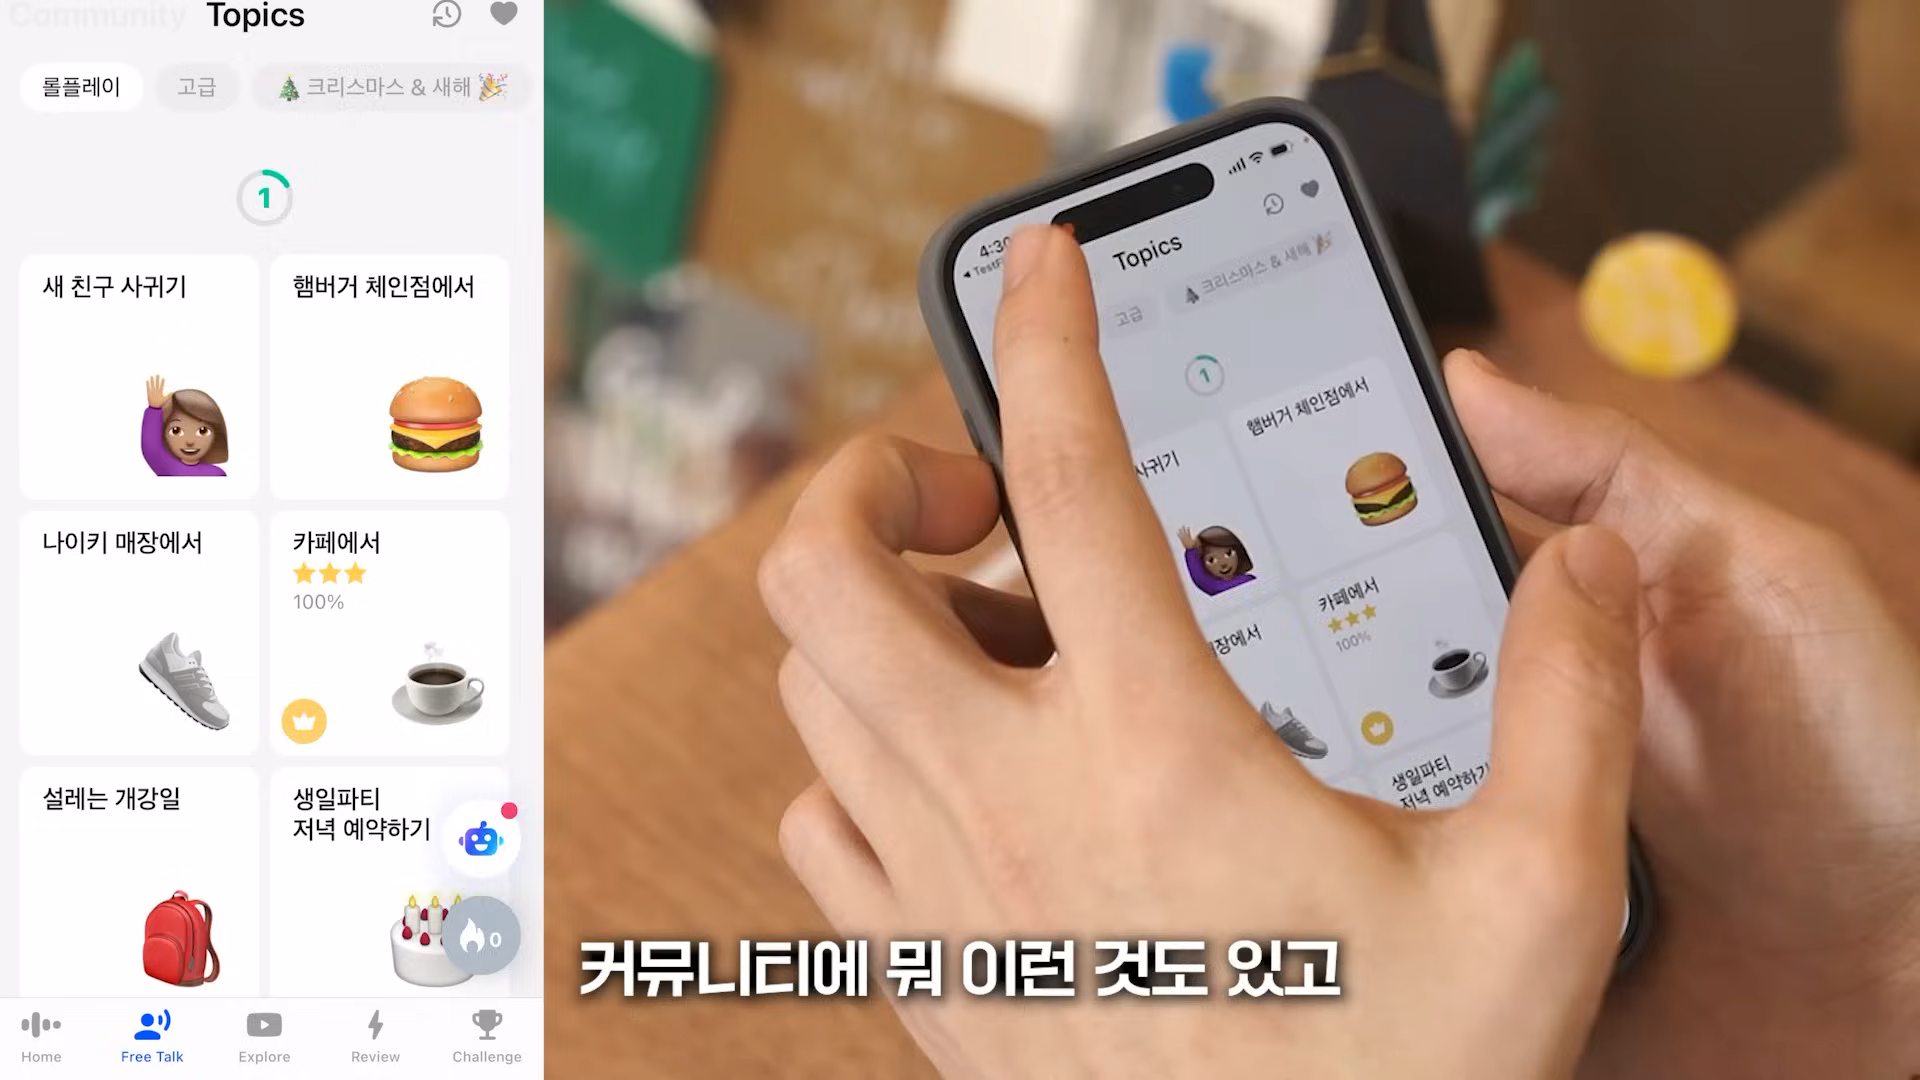 Community Topics
롤플레이 고급 크리스마스 & 새해
1
새 친구 사귀기
햄버거 체인점에서
나이키 매장에서
카페에서
100%
설레는 개강일
생일파티
저녁 예약하기
0
Home Free Talk Explore Review Challenge
4:30
TestF
Topics
고급 크리스마스 & 새해
1
사귀기
햄버거 체인점에서
장에서
카페에서
100%
생일파티
저녁 예약하기
커뮤니티에 뭐 이런 것도 있고